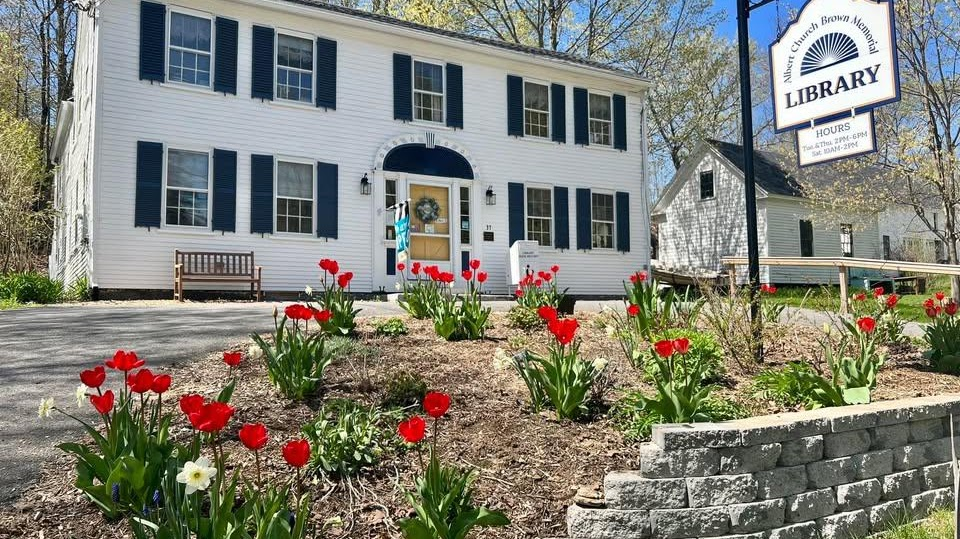 Albert Church Brown Memorial
LIBRARY
HOURS
Tue. & Thu. 2PM-6PM
Sat. 10AM-2PM